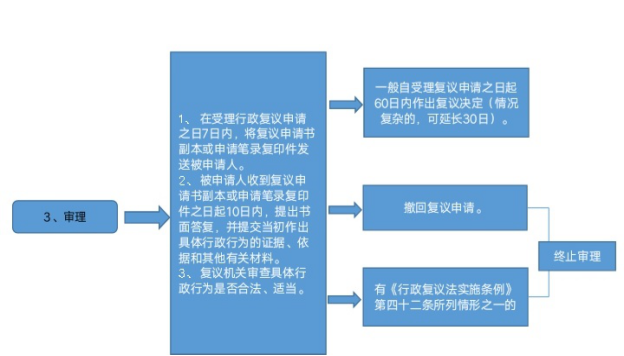 3、审理
1、 在受理行政复议申请
之日7日内，将复议申请书
副本或申请笔录复印件发
送被申请人。
2、 被申请人收到复议申
请书副本或申请笔录复印
件之日起10日内，提出书
面答复，并提交当初作出
具体行政行为的证据、依
据和其他有关材料。
3、 复议机关审查具体行
政行为是否合法、适当。
一般自受理复议申请之日起
60日内作出复议决定（情况
复杂的，可延长30日）。
撤回复议申请。
有《行政复议法实施条例》
第四十二条所列情形之一的
终止审理